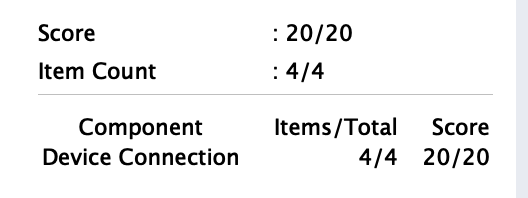 Score : 20/20
Item Count : 4/4
Component Items/Total Score
Device Connection 4/4 20/20